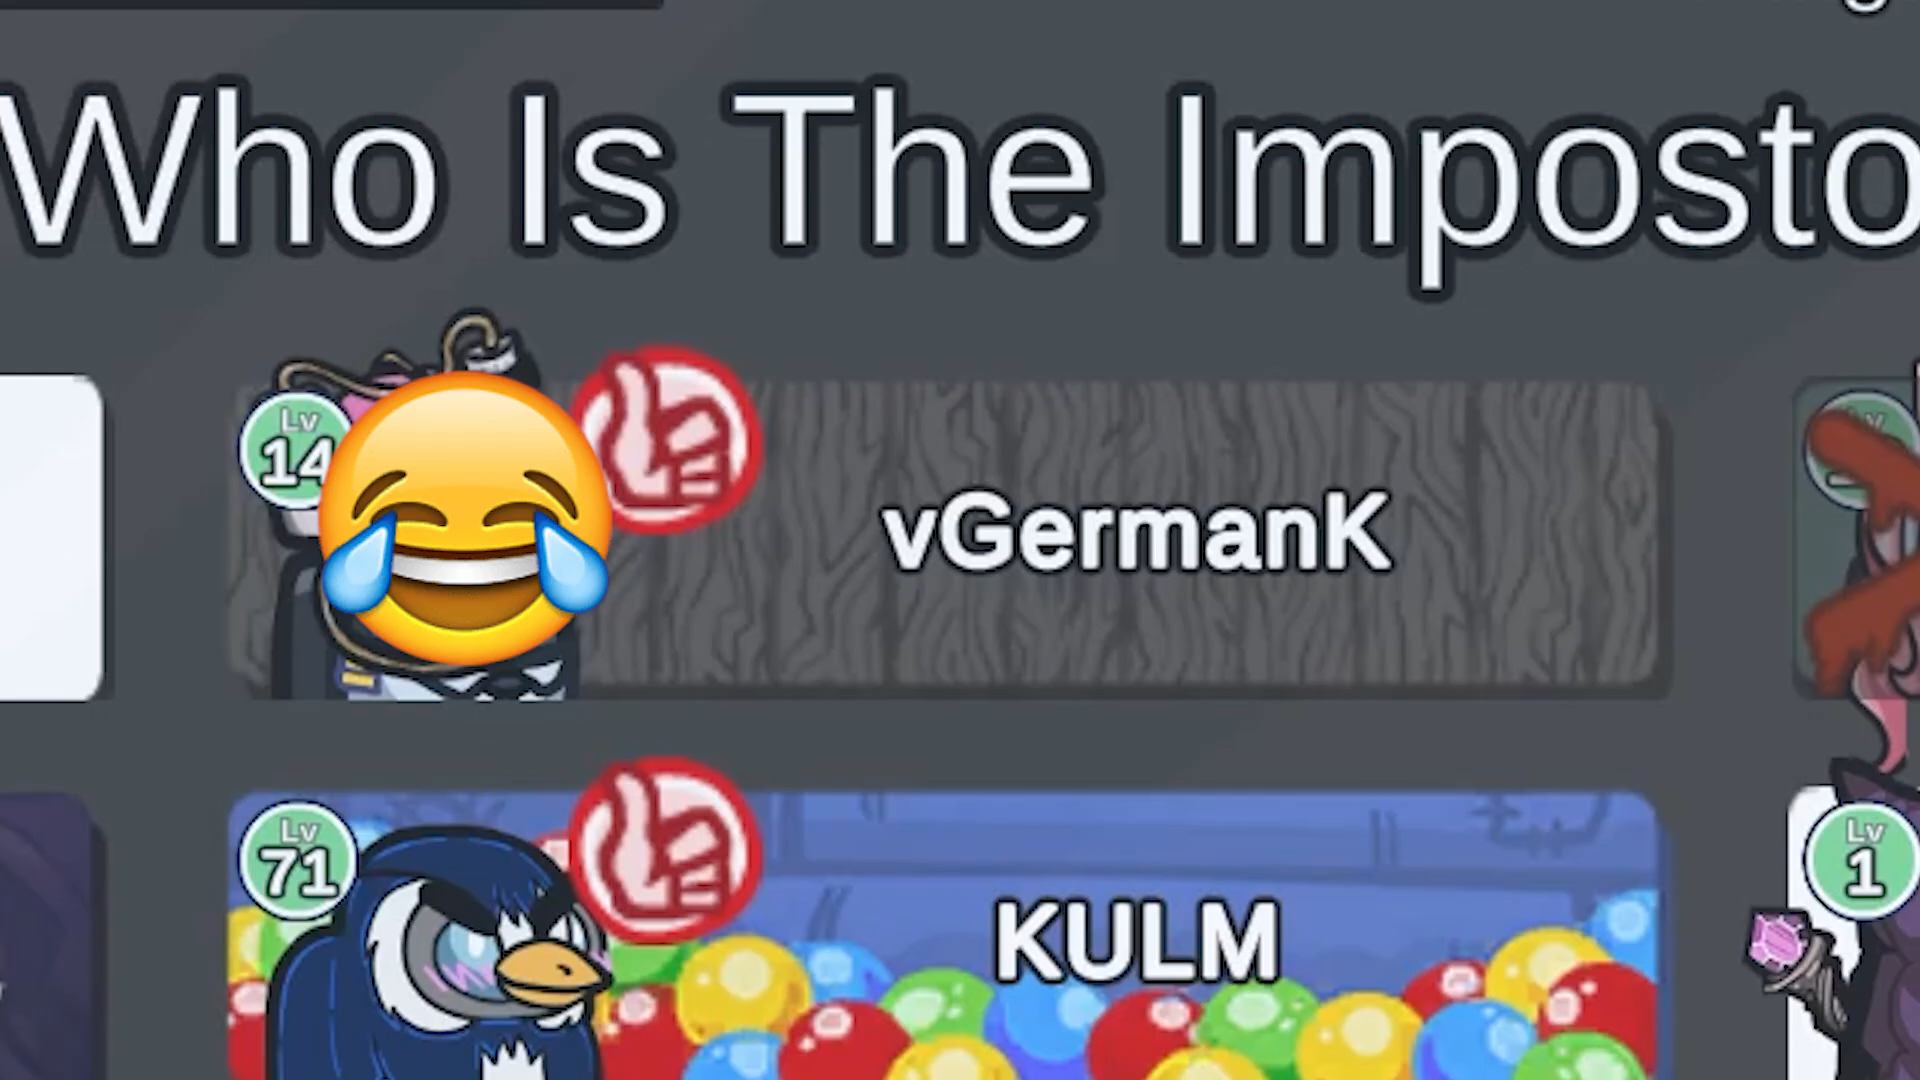 Who Is The Imposto
Lv
14
vGermanK
Lv
71
KULM
Lv
1